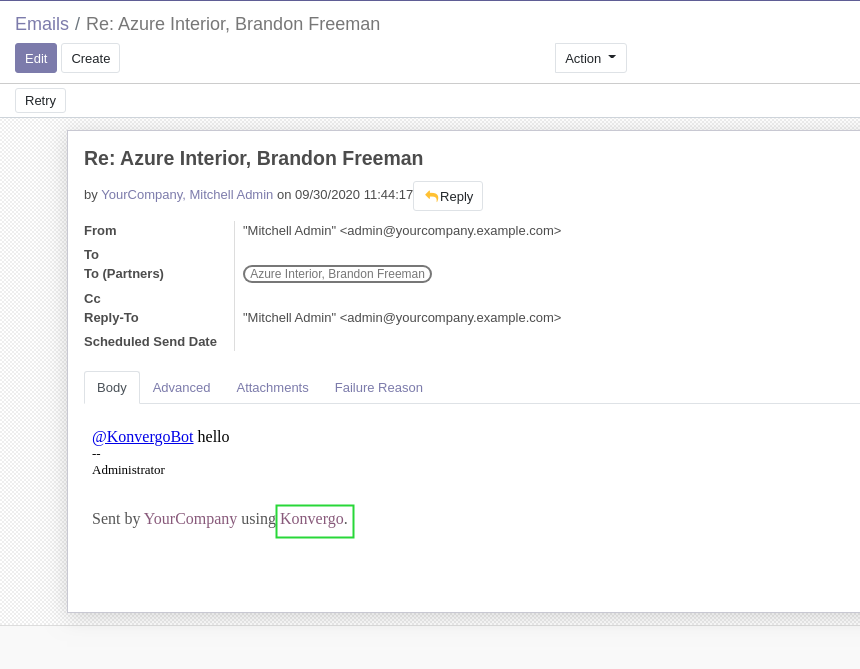 Emails / Re: Azure Interior, Brandon Freeman
Edit Create Action
Retry
Re: Azure Interior, Brandon Freeman
by YourCompany, Mitchell Admin on 09/30/2020 11:44:17 Reply
From "Mitchell Admin" <admin@yourcompany.example.com>
To
To (Partners) Azure Interior, Brandon Freeman
Cc
Reply-To "Mitchell Admin" <admin@yourcompany.example.com>
Scheduled Send Date
Body Advanced Attachments Failure Reason
@KonvergoBot hello
--
Administrator
Sent by YourCompany using Konvergo.